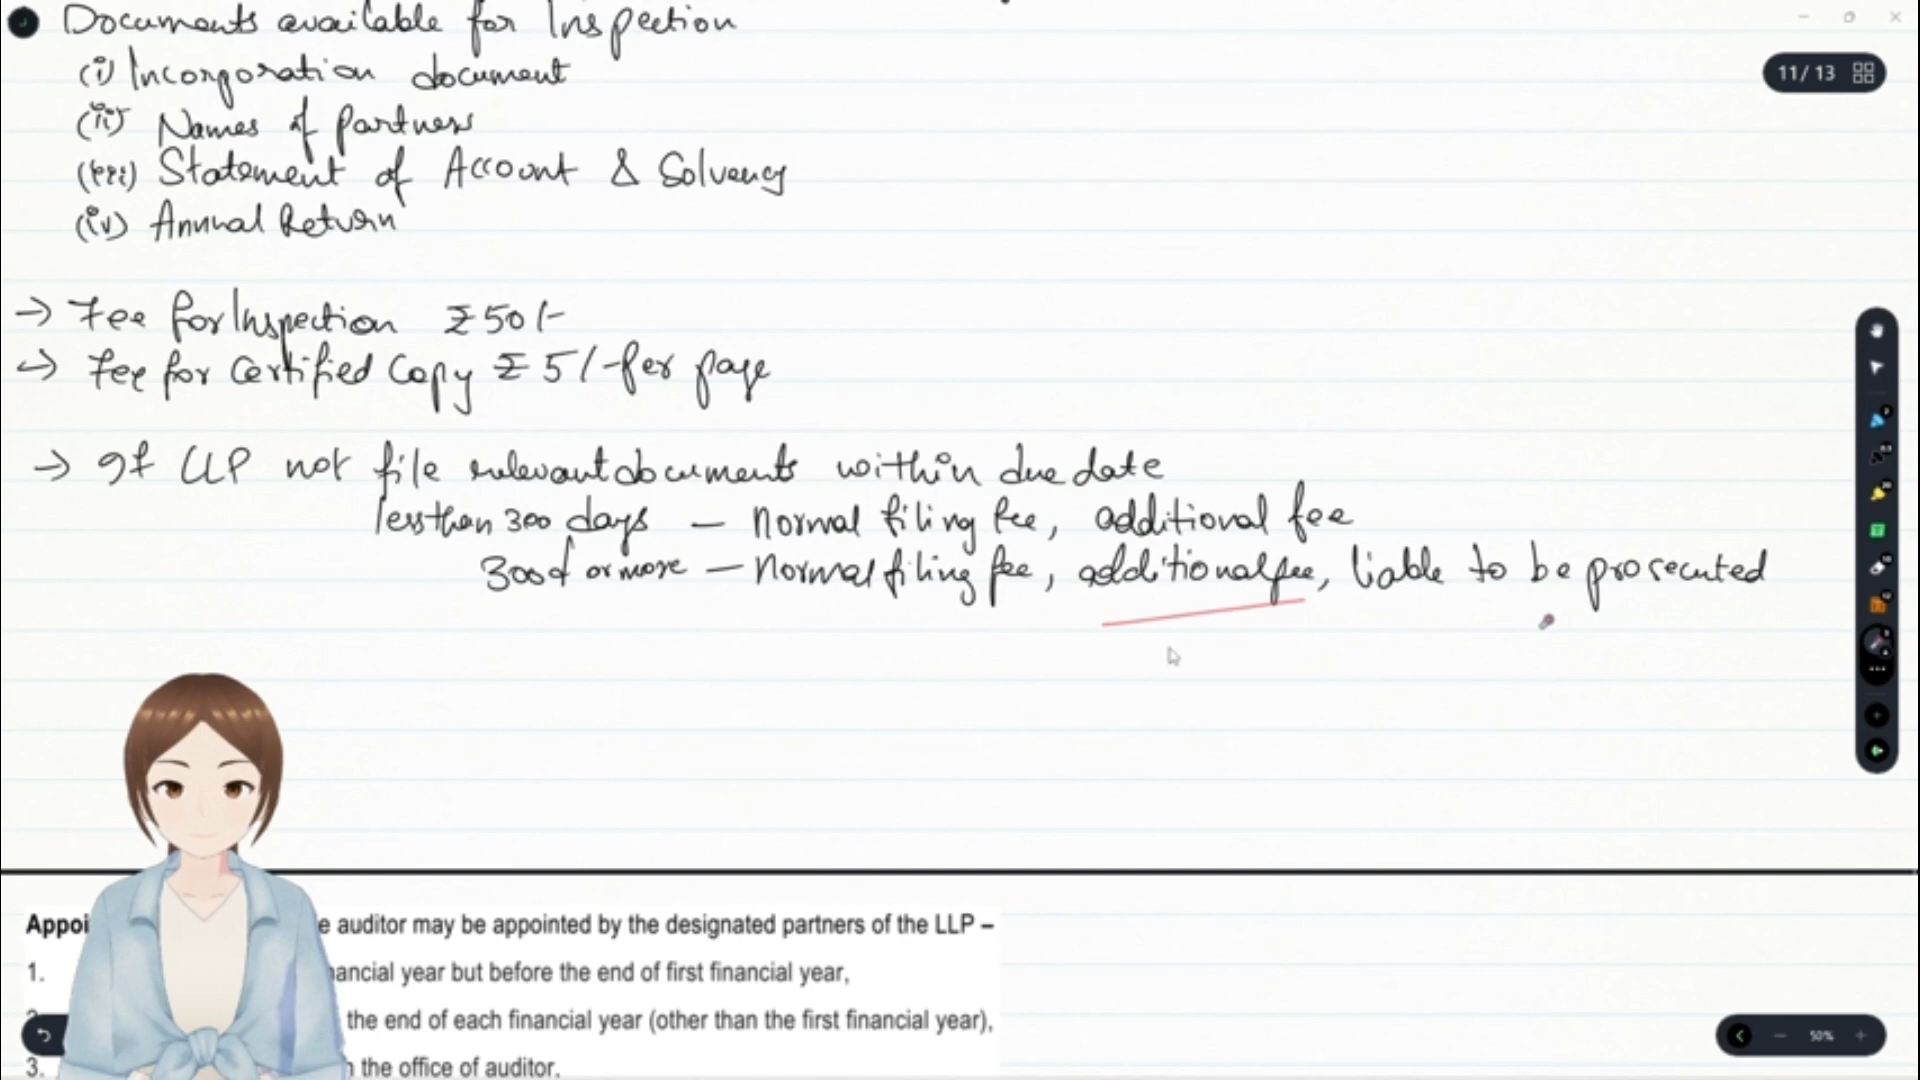 Documents available for Inspection
11/13
(i) Incorporation document
(ii) Names of partners
(iii) Statement of Account & Solvency
(iv) Annual Return
→ Fee for Inspection ₹50/-
→ Fee for Certified Copy ₹5/- Per page
→ If LLP not file relevant documents within due date
less than 300 days – Normal filing fee, additional fee
300d or more – Normal filing fee, additional fee, liable to be prosecuted
Appoi e auditor may be appointed by the designated partners of the LLP –
1. nancial year but before the end of first financial year,
the end of each financial year (other than the first financial year),
50%
3. the office of auditor.